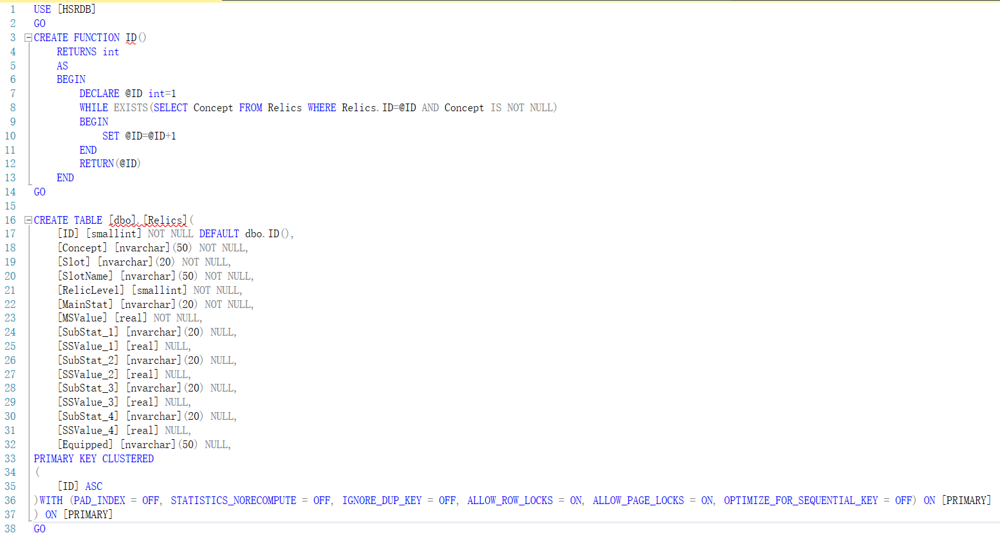 1 USE [HSRDB]
2 GO
3 CREATE FUNCTION ID()
4 RETURNS int
5 AS
6 BEGIN
7 DECLARE @ID int=1
8 WHILE EXISTS(SELECT Concept FROM Relics WHERE Relics.ID=@ID AND Concept IS NOT NULL)
9 BEGIN
10 SET @ID=@ID+1
11 END
12 RETURN(@ID)
13 END
14 GO
15
16 CREATE TABLE [dbo].[Relics](
17 [ID] [smallint] NOT NULL DEFAULT dbo.ID(),
18 [Concept] [nvarchar](50) NOT NULL,
19 [Slot] [nvarchar](20) NOT NULL,
20 [SlotName] [nvarchar](50) NOT NULL,
21 [RelicLevel] [smallint] NOT NULL,
22 [MainStat] [nvarchar](20) NOT NULL,
23 [MSValue] [real] NOT NULL,
24 [SubStat_1] [nvarchar](20) NULL,
25 [SSValue_1] [real] NULL,
26 [SubStat_2] [nvarchar](20) NULL,
27 [SSValue_2] [real] NULL,
28 [SubStat_3] [nvarchar](20) NULL,
29 [SSValue_3] [real] NULL,
30 [SubStat_4] [nvarchar](20) NULL,
31 [SSValue_4] [real] NULL,
32 [Equipped] [nvarchar](50) NULL,
33 PRIMARY KEY CLUSTERED
34 (
35 [ID] ASC
36 )WITH (PAD_INDEX = OFF, STATISTICS_NORECOMPUTE = OFF, IGNORE_DUP_KEY = OFF, ALLOW_ROW_LOCKS = ON, ALLOW_PAGE_LOCKS = ON, OPTIMIZE_FOR_SEQUENTIAL_KEY = OFF) ON [PRIMARY]
37 ) ON [PRIMARY]
38 GO